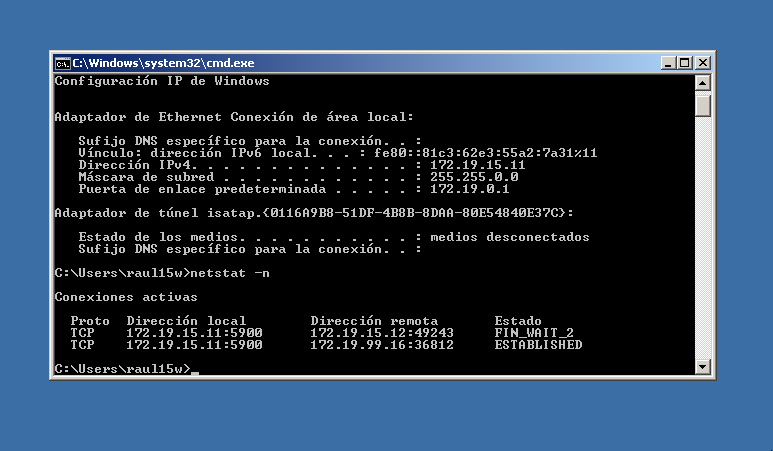 C:\Windows\system32\cmd.exe
Configuración IP de Windows
Adaptador de Ethernet Conexión de área local:
Sufijo DNS específico para la conexión. . :
Vínculo: dirección IPv6 local. . . : fe80::81c3:62e3:55a2:7a31%11
Dirección IPv4. . . . . . . . . . . . . . : 172.19.15.11
Máscara de subred . . . . . . . . . . . . : 255.255.0.0
Puerta de enlace predeterminada . . . . . : 172.19.0.1
Adaptador de túnel isatap.{0116A9B8-51DF-4B8B-8DAA-80E54840E37C}:
Estado de los medios. . . . . . . . . . . : medios desconectados
Sufijo DNS específico para la conexión. . :
C:\Users\raul15w>netstat -n
Conexiones activas
Proto  Dirección local          Dirección remota        Estado
TCP    172.19.15.11:5900      172.19.15.12:49243     FIN_WAIT_2
TCP    172.19.15.11:5900      172.19.99.16:36812     ESTABLISHED
C:\Users\raul15w>_